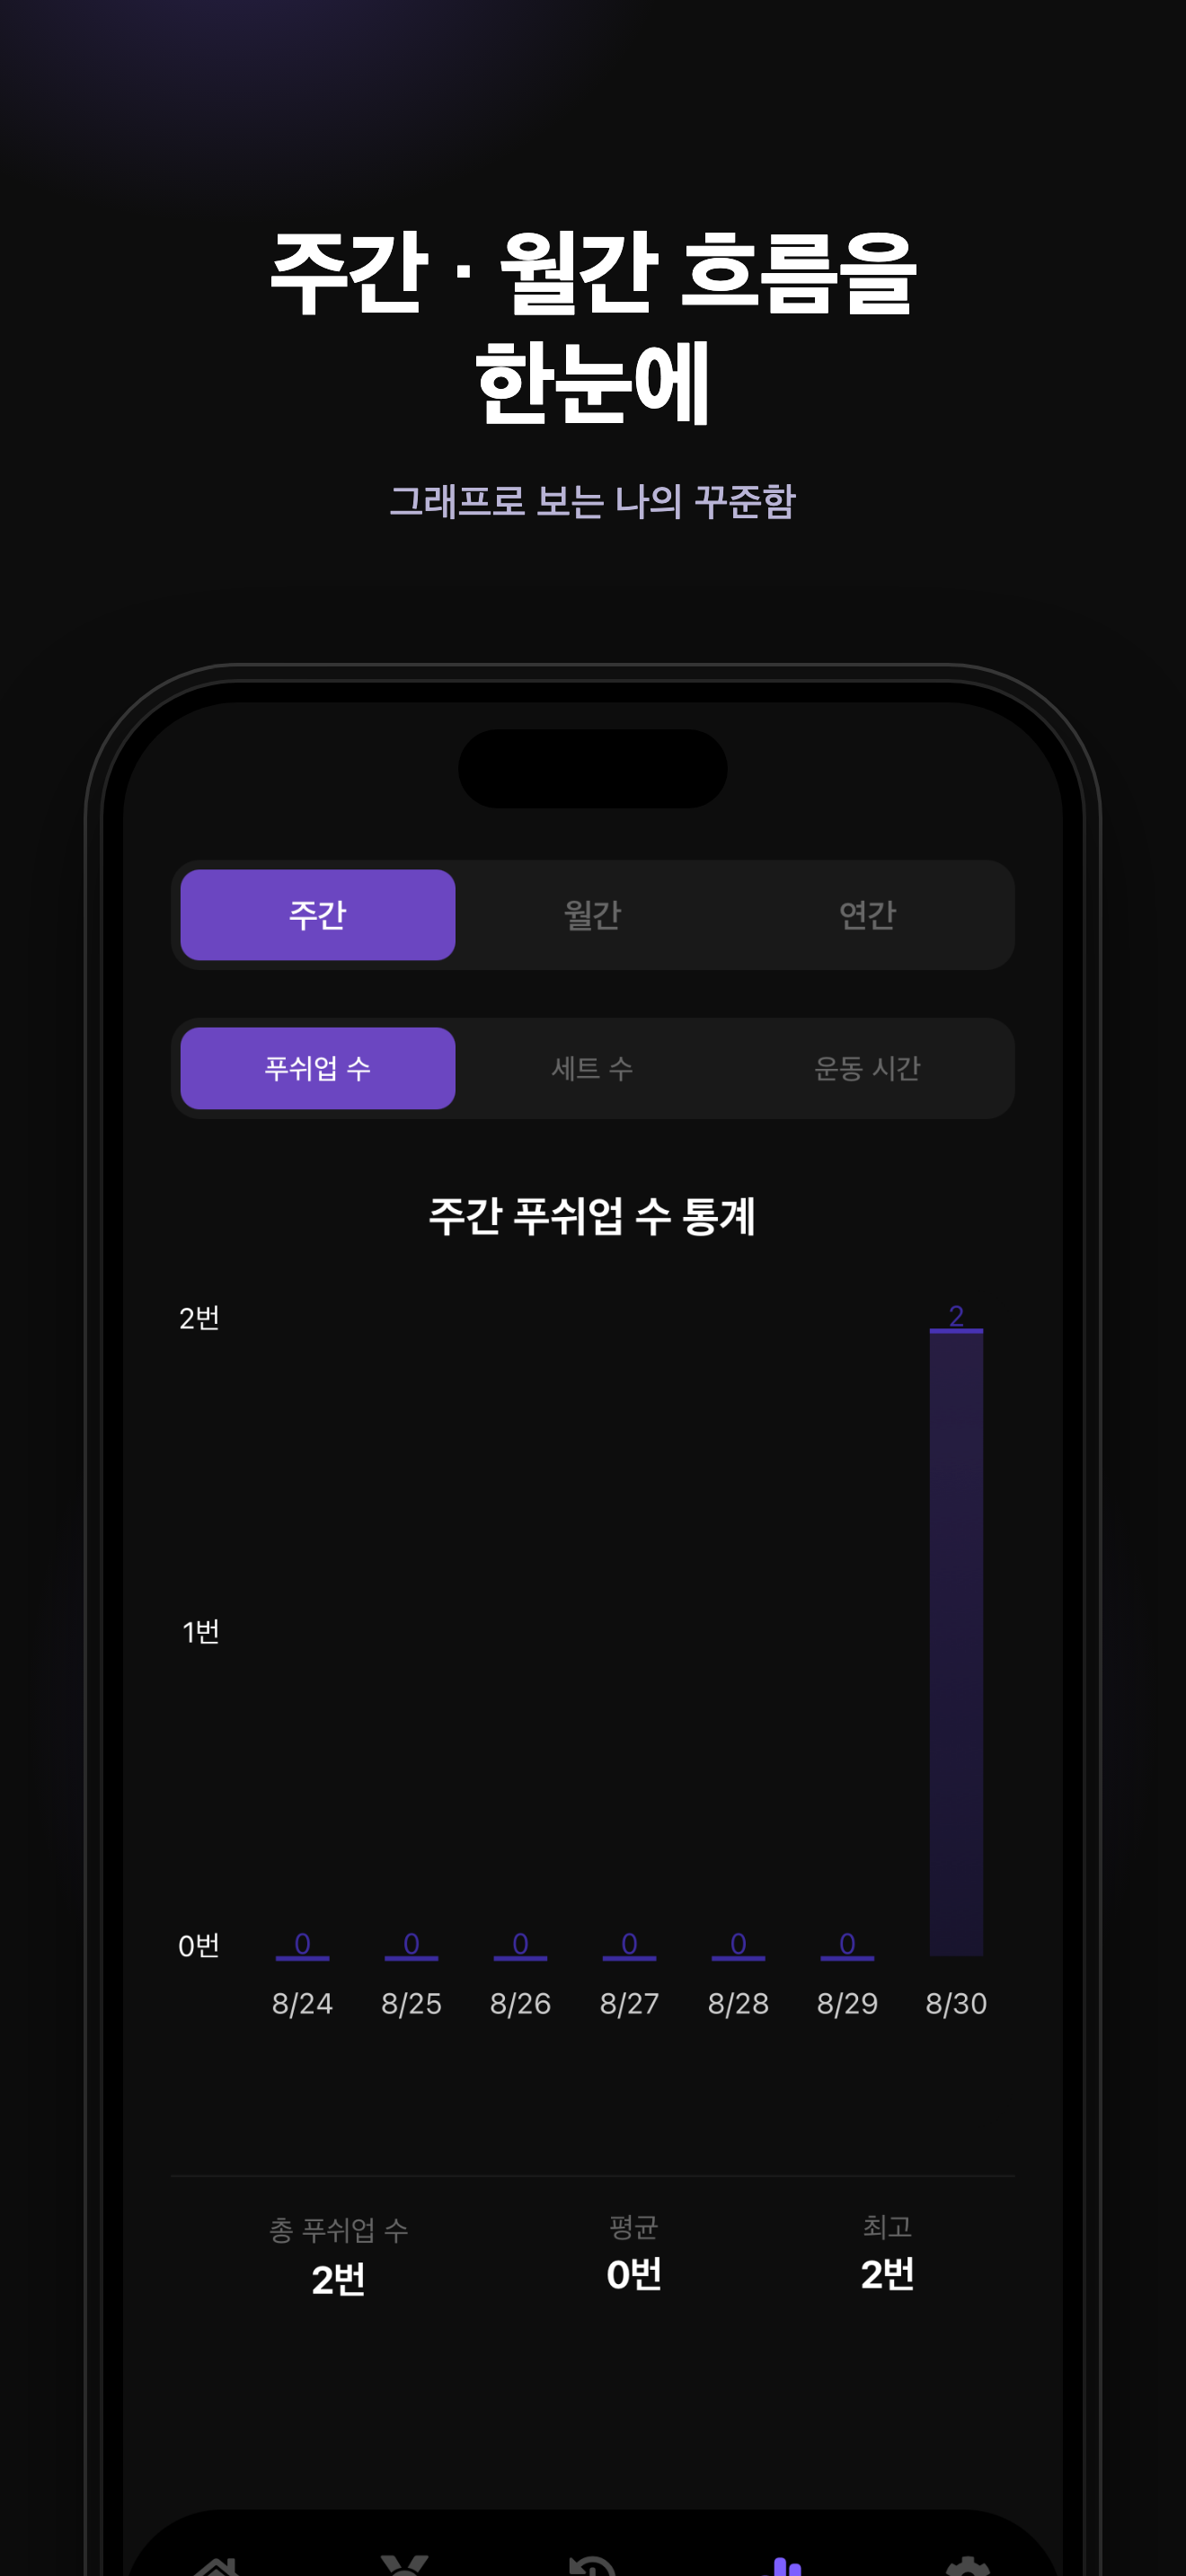 주간 · 월간 흐름을
한눈에
그래프로 보는 나의 꾸준함
주간 월간 연간
푸쉬업 수 세트 수 운동 시간
주간 푸쉬업 수 통계
2번 2
1번
0번 0 0 0 0 0 0
8/24 8/25 8/26 8/27 8/28 8/29 8/30
총 푸쉬업 수 평균 최고
2번 0번 2번